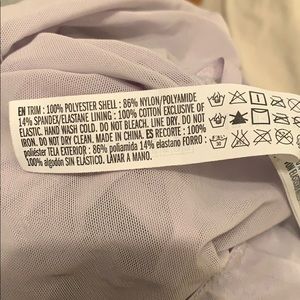 EN TRIM : 100% POLYESTER SHELL : 86% NYLON/POLYAMIDE
14% SPANDEX/ELASTANE LINING : 100% COTTON EXCLUSIVE OF
ELASTIC. HAND WASH COLD. DO NOT BLEACH. LINE DRY. DO NOT
IRON. DO NOT DRY CLEAN. MADE IN CHINA. ES RECORTE : 100%
poliéster TELA EXTERIOR : 86% poliamida 14% elastano FORRO :
100% algodón SIN ELÁSTICO. LAVAR A MANO.